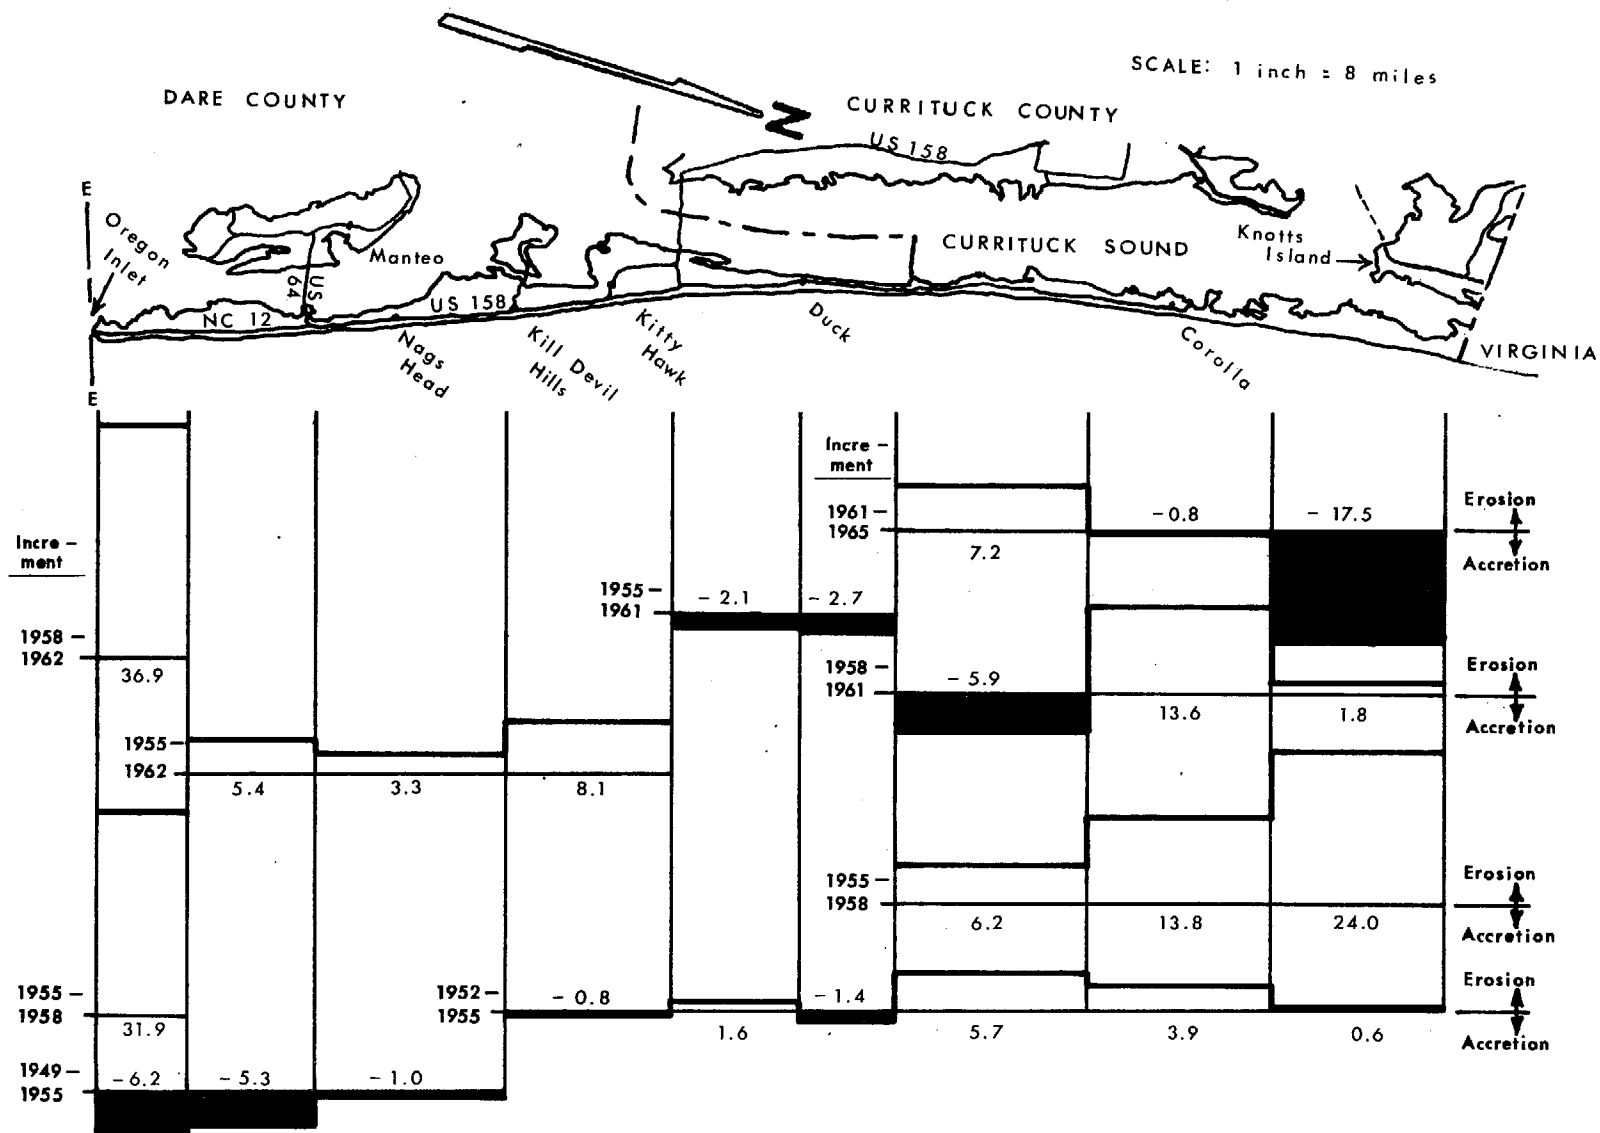 SCALE: 1 inch = 8 miles
DARE COUNTY
CURRITUCK COUNTY
N
US 158
E
Oregon
Inlet
Manteo
US
64
US 158
NC 12
CURRITUCK SOUND
Knotts
Island
Nags
Head
Kill Devil
Hills
Kitty
Hawk
Duck
Corolla
VIRGINIA
E
Incre -
ment
1961 -
1965
7.2
- 0.8
- 17.5
Erosion
Accretion
Incre -
ment
1955 -
1961
- 2.1
- 2.7
1958 -
1962
36.9
1958 -
1961
- 5.9
13.6
1.8
Erosion
Accretion
1955 -
1962
5.4
3.3
8.1
1955 -
1958
6.2
13.8
24.0
Erosion
Accretion
1955 -
1958
31.9
1952 -
1955
- 0.8
1.6
- 1.4
5.7
3.9
0.6
Erosion
Accretion
1949 -
1955
- 6.2
- 5.3
- 1.0